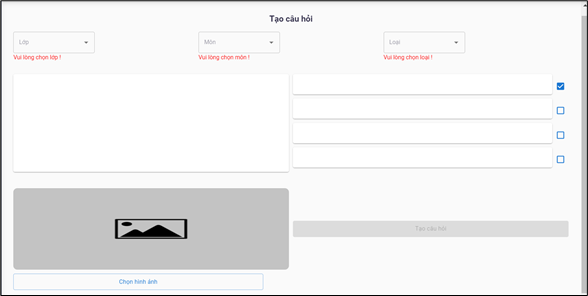 Tạo câu hỏi
Lớp
Môn
Loại
Vui lòng chọn lớp !
Vui lòng chọn môn !
Vui lòng chọn loại !
Tạo câu hỏi
Chọn hình ảnh